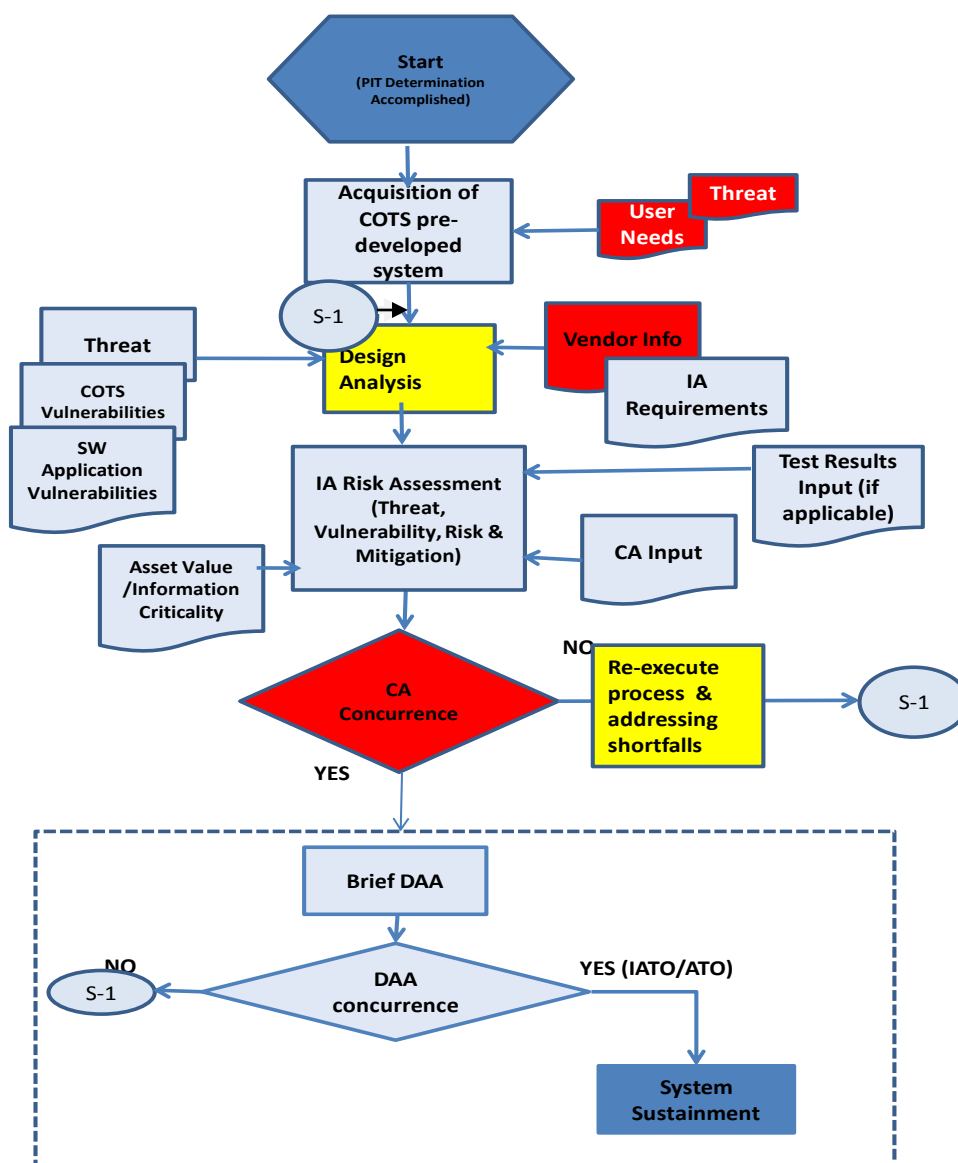 Start
(PIT Determination
Accomplished)
Acquisition of
COTS pre-
developed
system
Threat
User
Needs
S-1
Threat
COTS
Vulnerabilities
SW
Application
Vulnerabilities
Design
Analysis
Vendor Info
IA
Requirements
IA Risk Assessment
(Threat,
Vulnerability, Risk &
Mitigation)
Test Results
Input (if
applicable)
CA Input
Asset Value
/Information
Criticality
CA
Concurrence
NO
Re-execute
process &
addressing
shortfalls
S-1
YES
Brief DAA
DAA
concurrence
NO
S-1
YES (IATO/ATO)
System
Sustainment